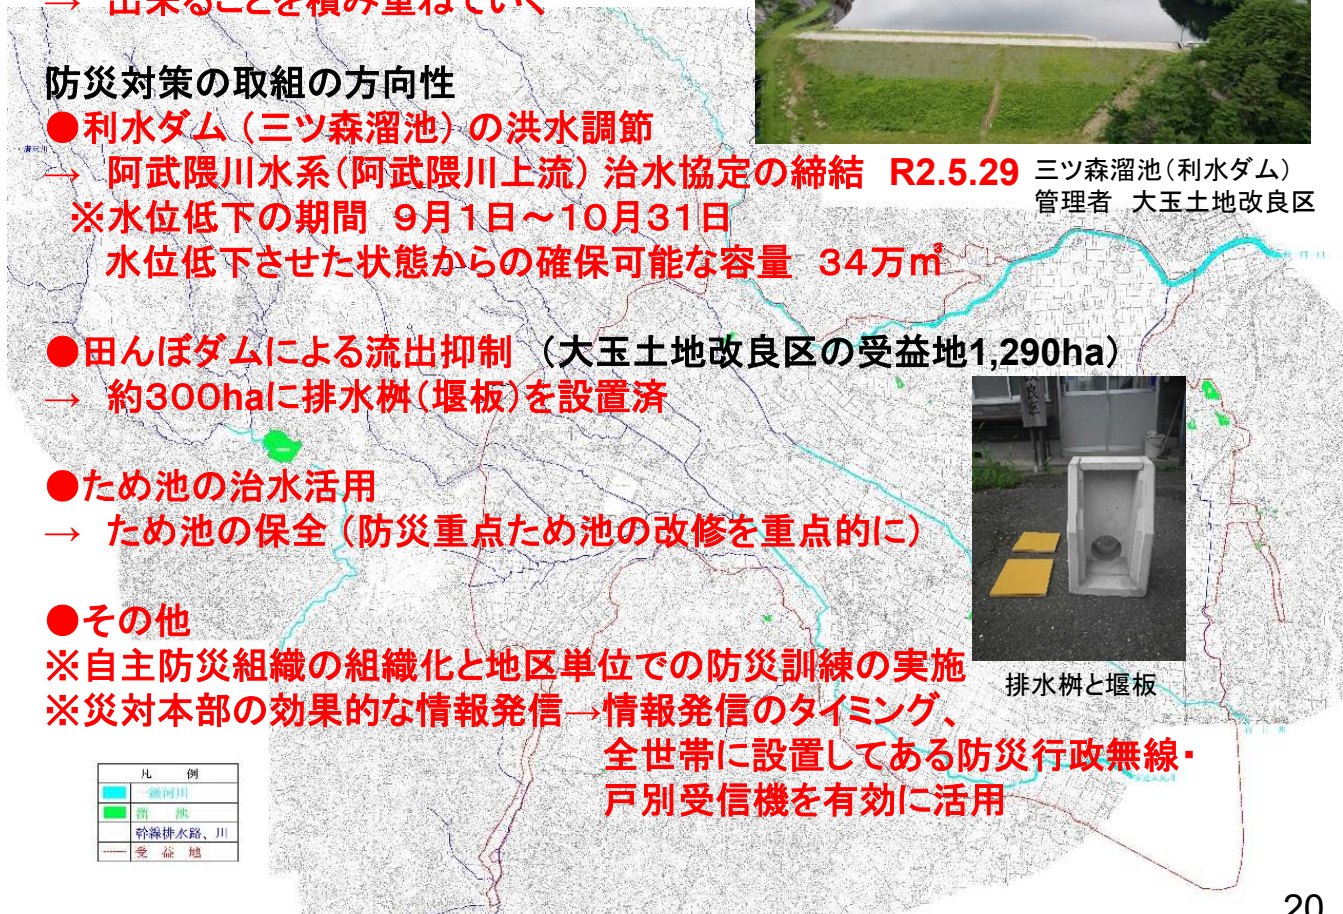 → 出来ることを積み重ねていく
防災対策の取組の方向性
●利水ダム（三ツ森溜池）の洪水調節
→ 阿武隈川水系（阿武隈川上流）治水協定の締結 R2.5.29
※水位低下の期間 ９月１日～１０月３１日
水位低下させた状態からの確保可能な容量 ３４万㎥
三ツ森溜池（利水ダム）
管理者 大玉土地改良区
●田んぼダムによる流出抑制 （大玉土地改良区の受益地1,290ha）
→ 約３００haに排水桝（堰板）を設置済
●ため池の治水活用
→ ため池の保全（防災重点ため池の改修を重点的に）
排水桝と堰板
●その他
※自主防災組織の組織化と地区単位での防災訓練の実施
※災対本部の効果的な情報発信→情報発信のタイミング、
全世帯に設置してある防災行政無線・
戸別受信機を有効に活用
凡 例
一級河川
溜 池
幹線排水路、川
受 益 地
20